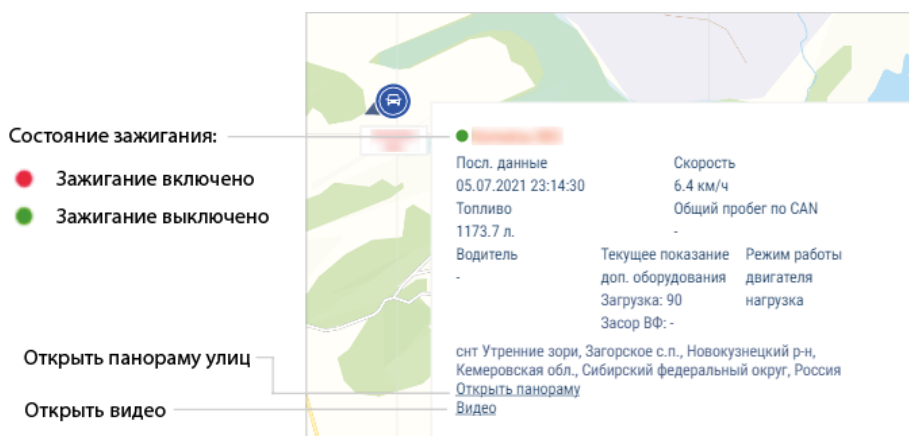 Состояние зажигания:
Зажигание включено
Зажигание выключено
Открыть панораму улиц
Открыть видео
Посл. данные
Скорость
05.07.2021 23:14:30
6.4 км/ч
Топливо
Общий пробег по CAN
1173.7 л.
-
Водитель
Текущее показание
Режим работы
-
доп. оборудования
двигателя
Загрузка: 90
нагрузка
Засор ВФ: -
снт Утренние зори, Загорское с.п., Новокузнецкий р-н,
Кемеровская обл., Сибирский федеральный округ, Россия
Открыть панораму
Видео